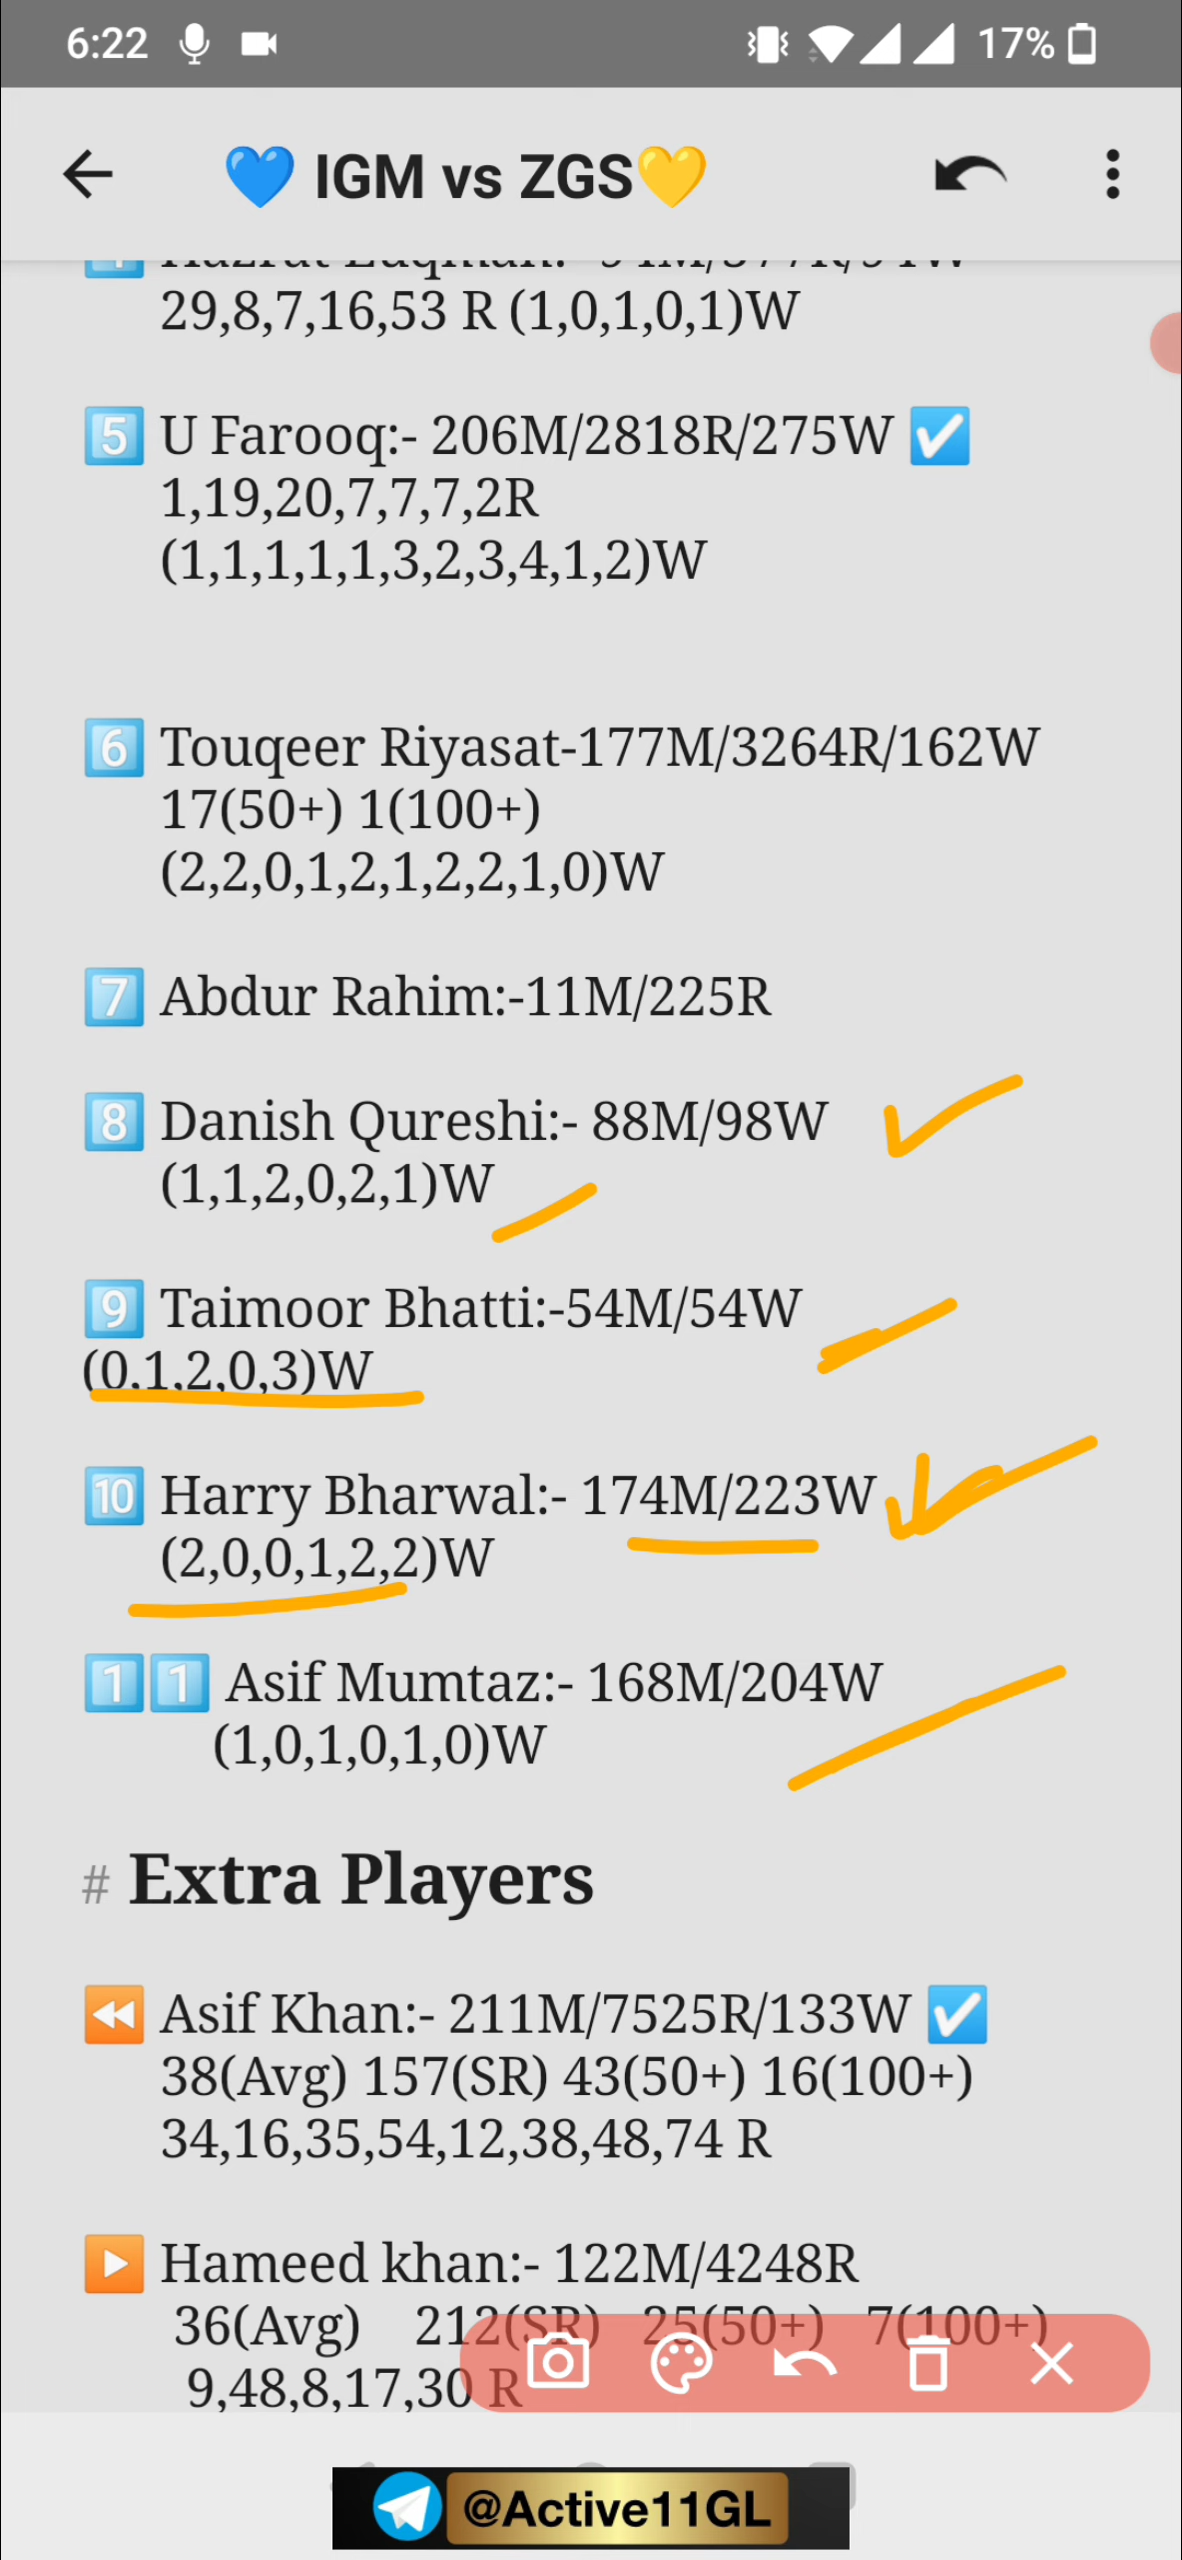 6:22 17%
💙 IGM vs ZGS💛
29,8,7,16,53 R (1,0,1,0,1)W
5 U Farooq:- 206M/2818R/275W ☑
1,19,20,7,7,7,2R
(1,1,1,1,1,3,2,3,4,1,2)W
6 Touqeer Riyasat-177M/3264R/162W
17(50+) 1(100+)
(2,2,0,1,2,1,2,2,1,0)W
7 Abdur Rahim:-11M/225R
8 Danish Qureshi:- 88M/98W
(1,1,2,0,2,1)W
9 Taimoor Bhatti:-54M/54W
(0,1,2,0,3)W
10 Harry Bharwal:- 174M/223W
(2,0,0,1,2,2)W
11 Asif Mumtaz:- 168M/204W
(1,0,1,0,1,0)W
# Extra Players
Asif Khan:- 211M/7525R/133W ☑
38(Avg) 157(SR) 43(50+) 16(100+)
34,16,35,54,12,38,48,74 R
Hameed khan:- 122M/4248R
36(Avg) 212(SR) 25(50+) 7(100+)
9,48,8,17,30 R
@Active11GL